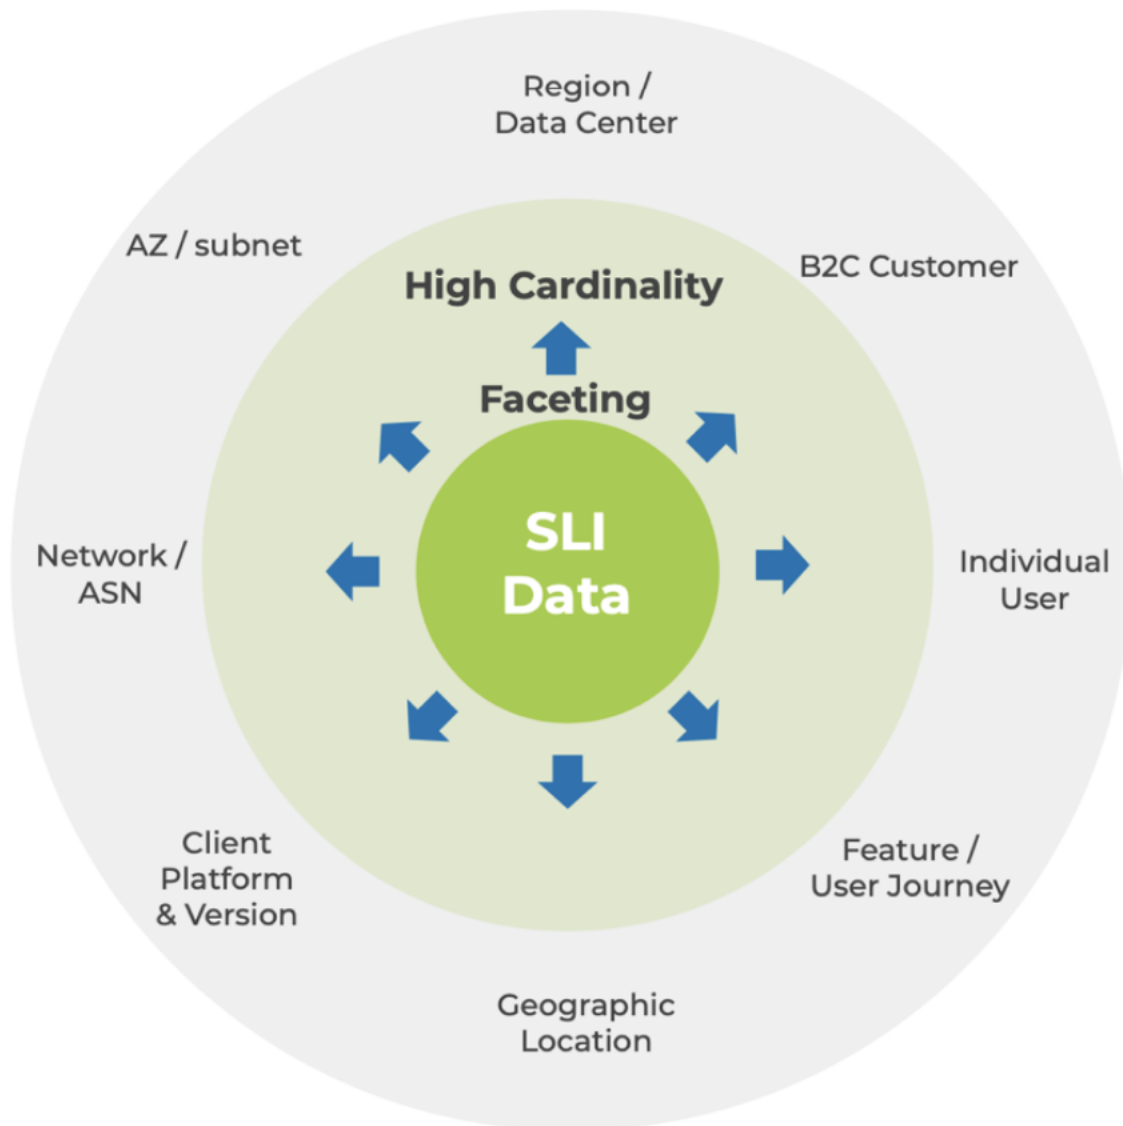 Region /
Data Center
AZ / subnet
B2C Customer
High Cardinality
Faceting
SLI
Data
Network /
ASN
Individual
User
Client
Platform
& Version
Feature /
User Journey
Geographic
Location